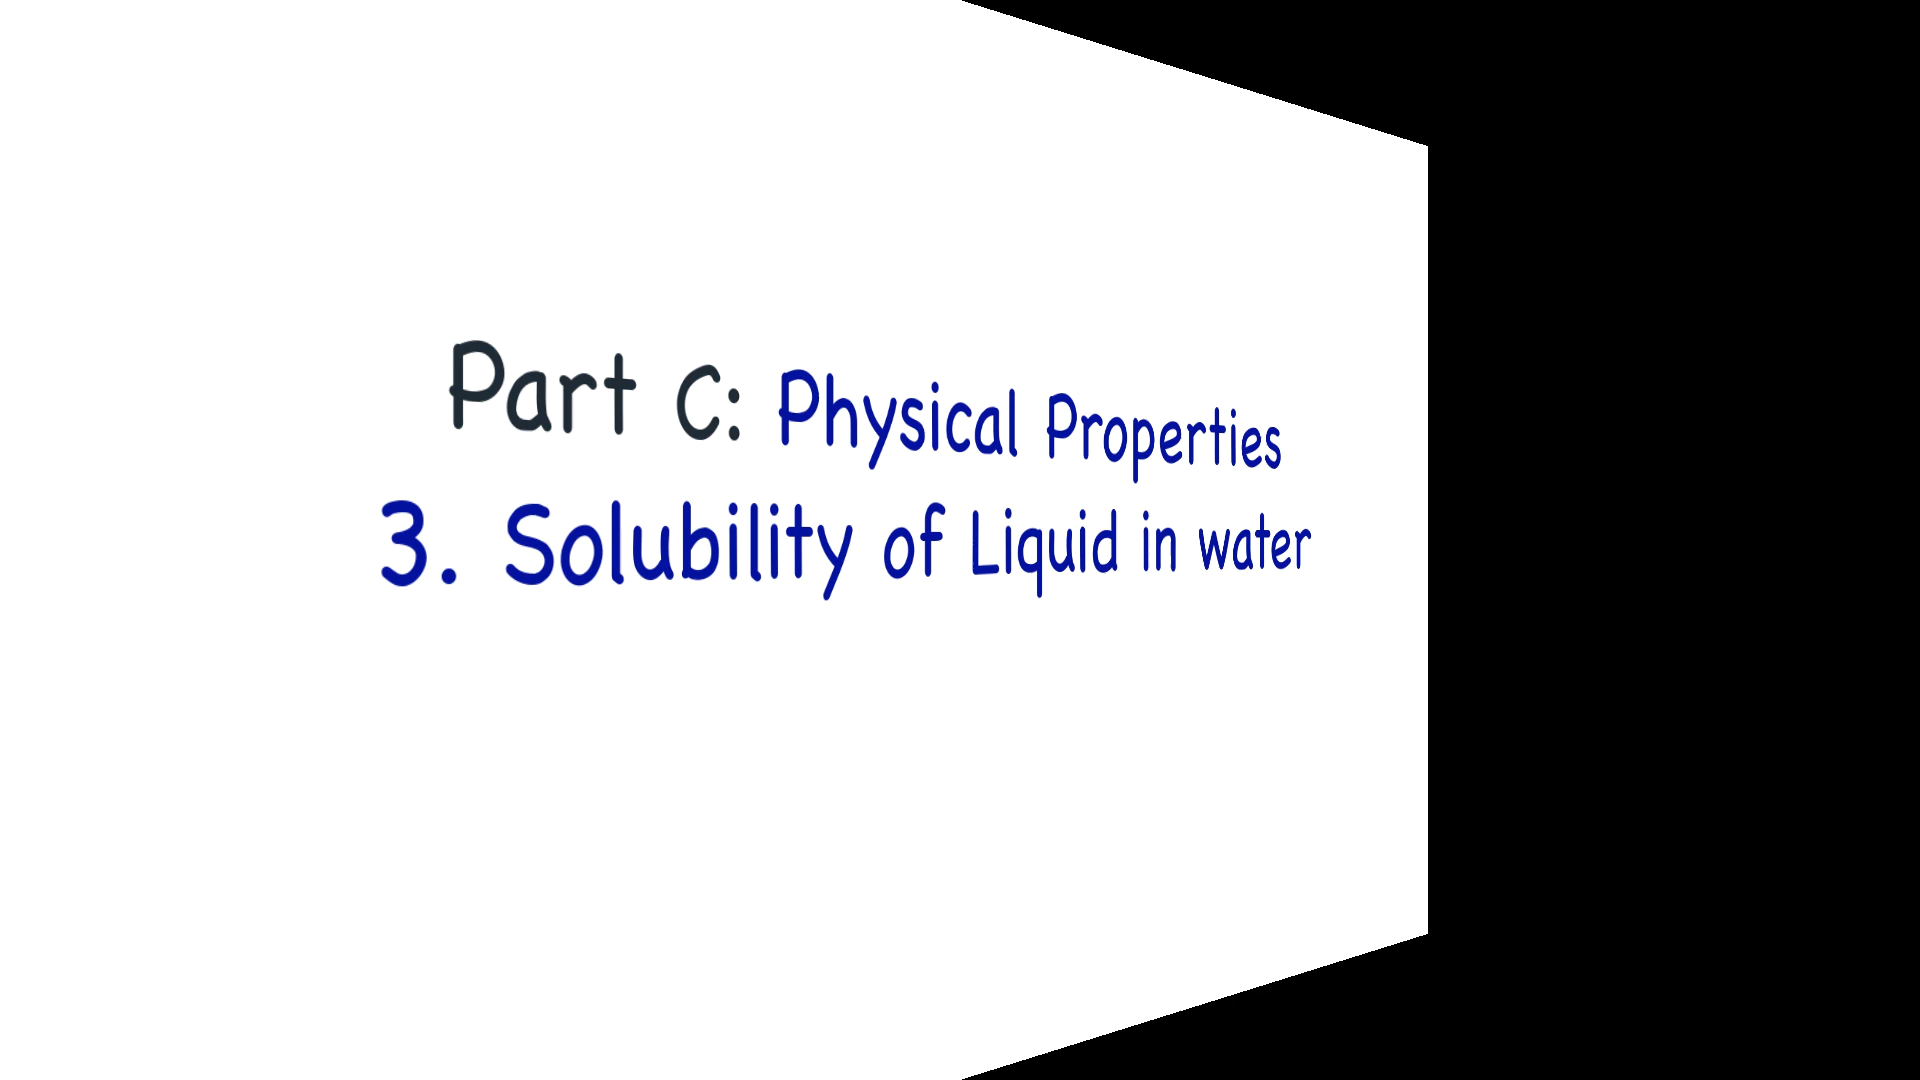 Part C: Physical Properties
3. Solubility of Liquid in water